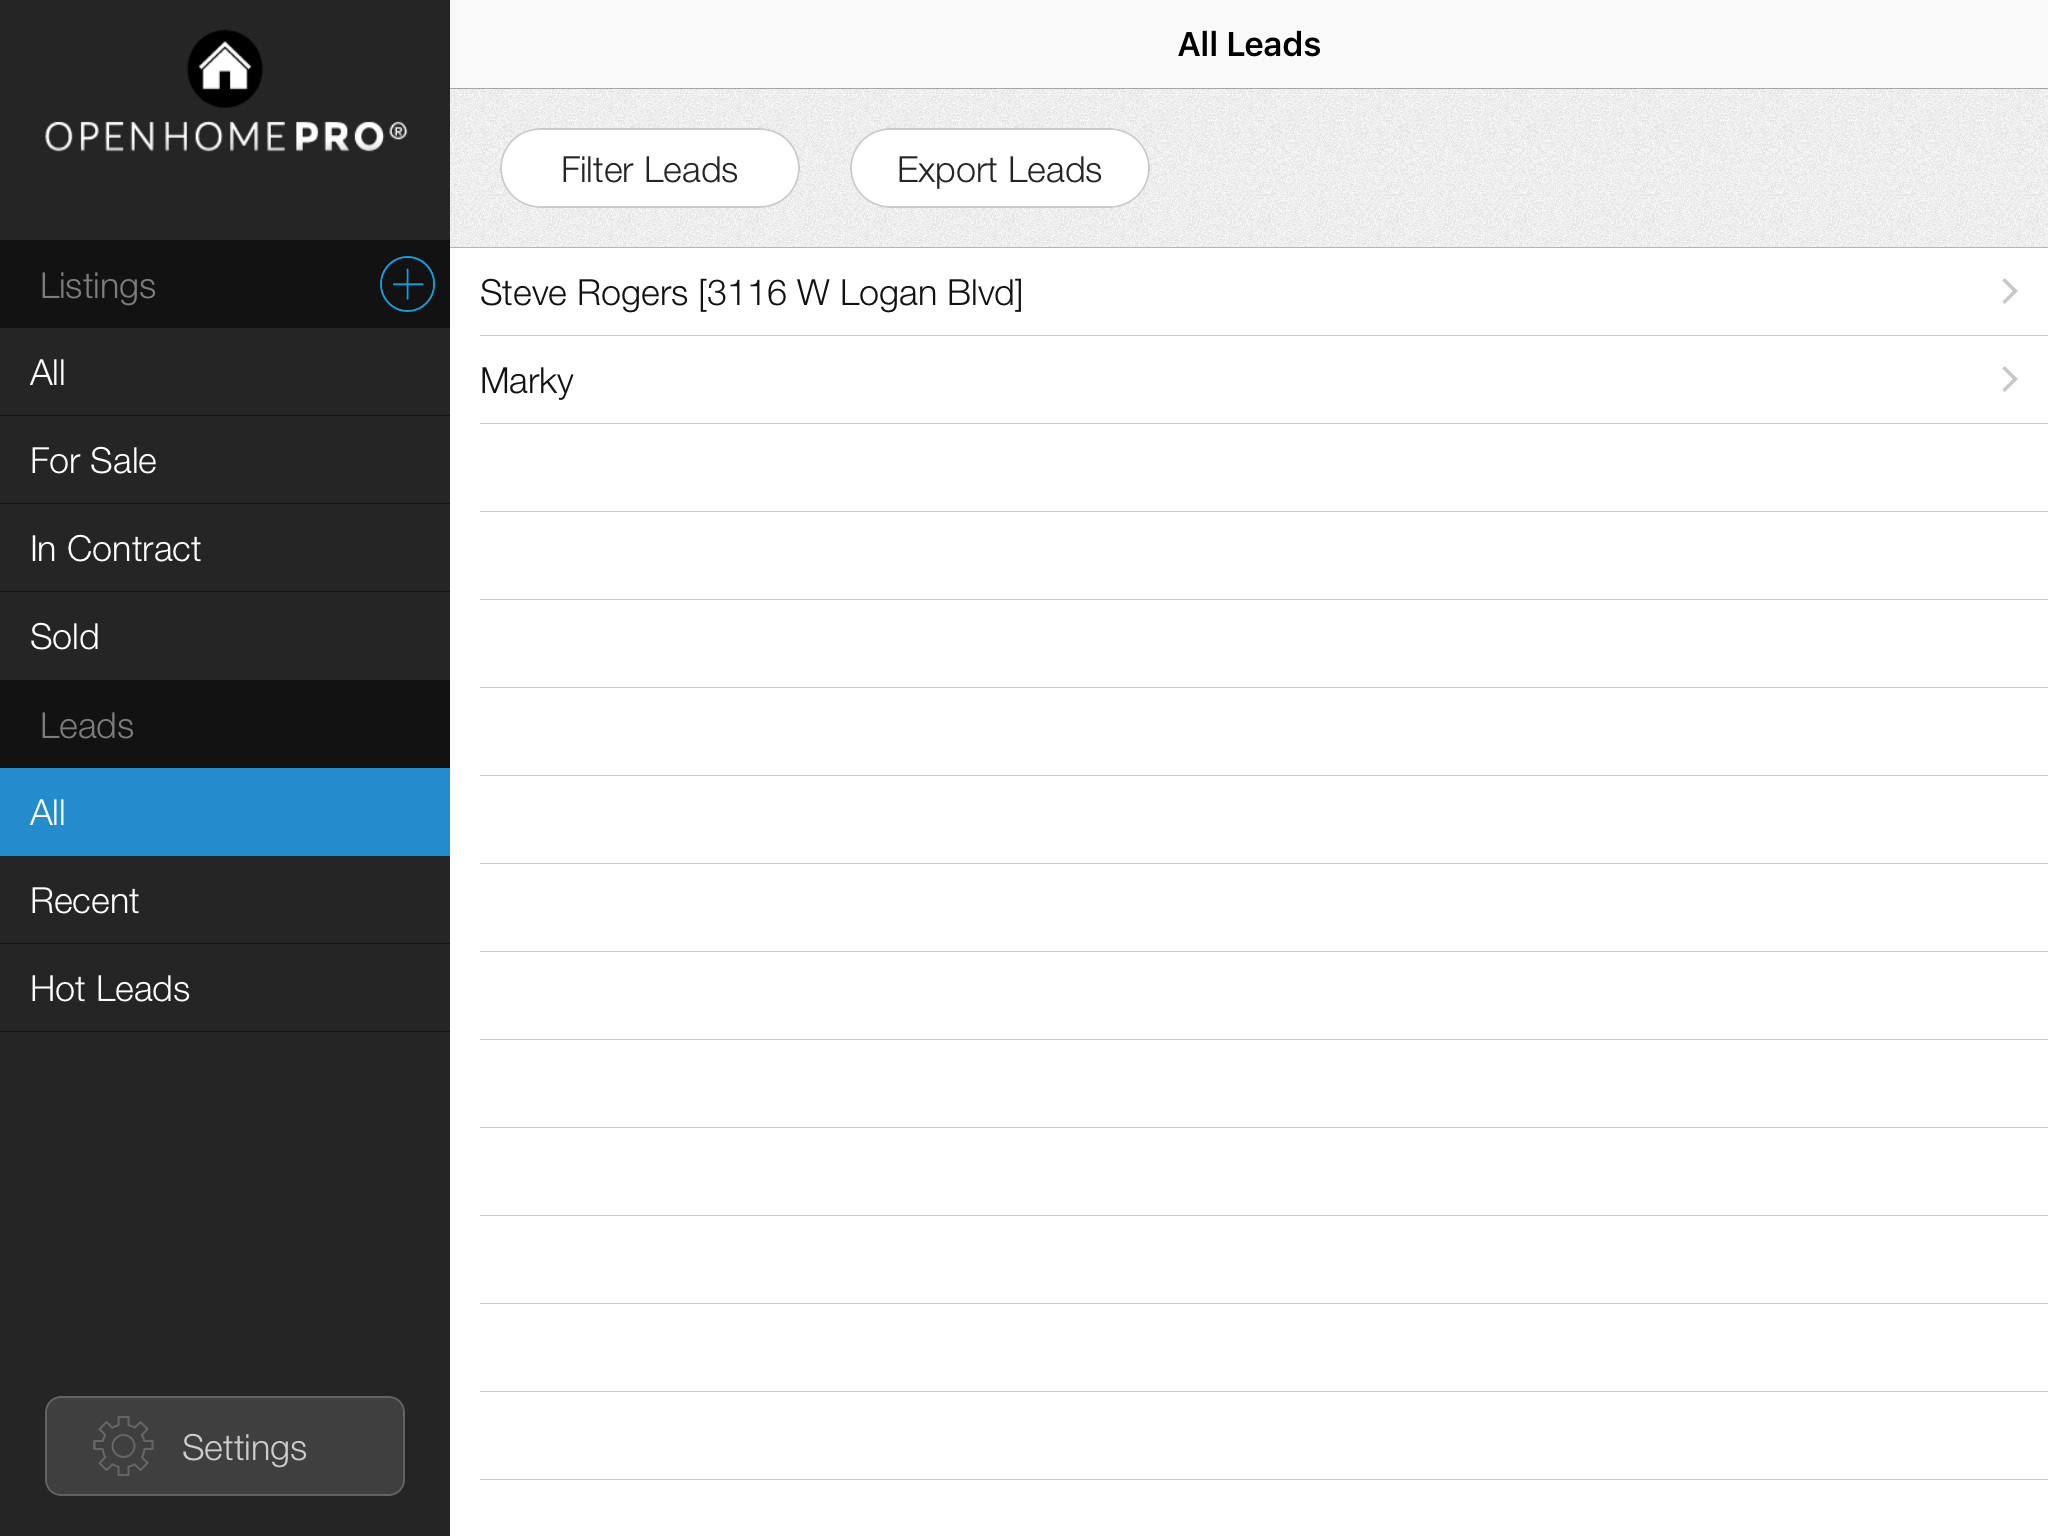 OPENHOMEPRO®
Listings
All
For Sale
In Contract
Sold
Leads
All
Recent
Hot Leads
Settings
All Leads
Filter Leads
Export Leads
Steve Rogers [3116 W Logan Blvd]
Marky